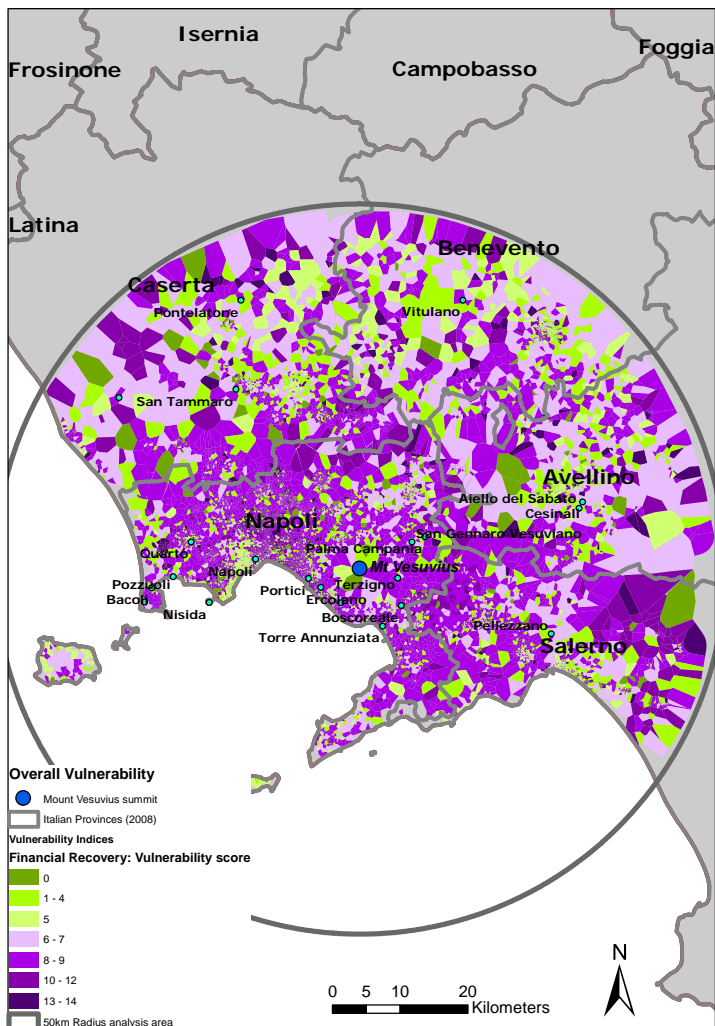 Isernia
Foggia
Frosinone
Campobasso
Latina
Benevento
Caserta
Pontelatone
Vitulano
San Tammaro
Avellino
Aiello del Sabato
Cesinali
Napoli
San Gennaro Vesuviano
Palma Campania
Quarto
Mt Vesuvius
Napoli
Pozzuoli
Portici
Terzigno
Bacoli
Ercolano
Nisida
Boscoreale
Pellezzano
Torre Annunziata
Salerno
Overall Vulnerability
Mount Vesuvius summit
Italian Provinces (2008)
Vulnerability Indices
Financial Recovery: Vulnerability score
0
1 - 4
5
6 - 7
8 - 9
10 - 12
13 - 14
50km Radius analysis area
N
0 5 10 20
Kilometers